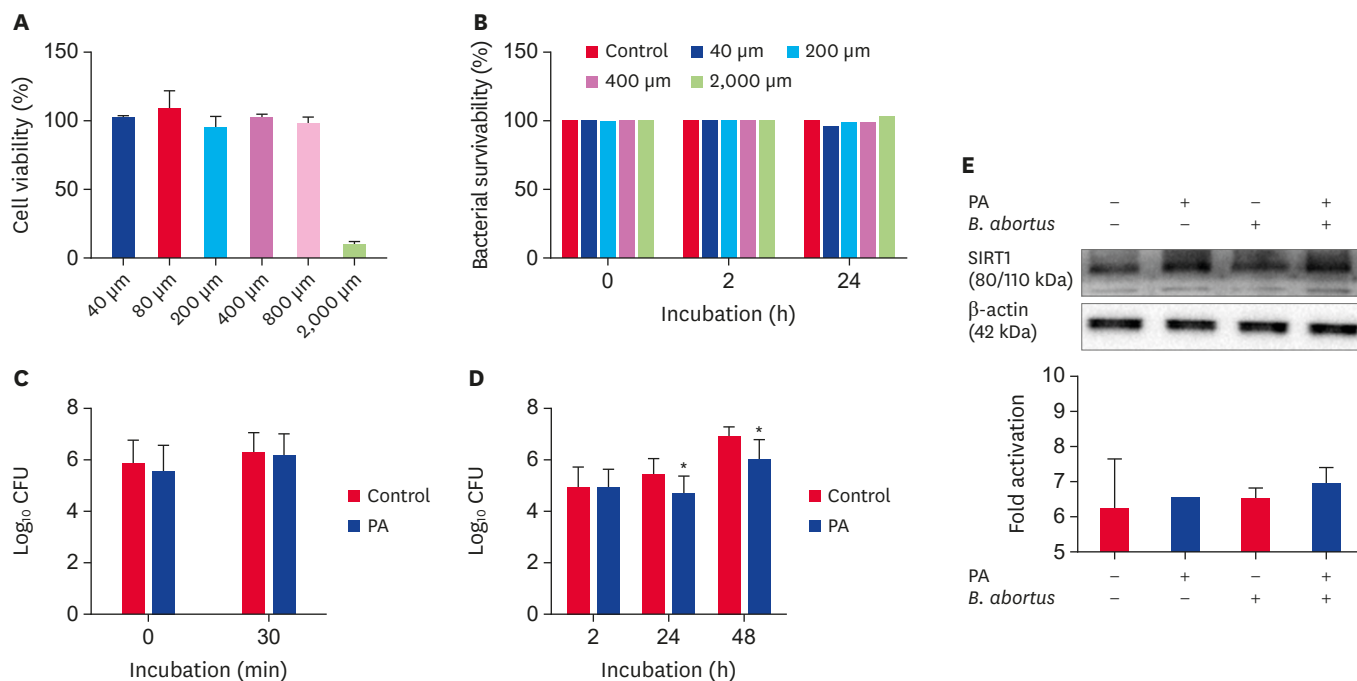 A
Cell viability (%)
150
100
50
0
40 µm
80 µm
200 µm
400 µm
800 µm
2,000 µm
B
Bacterial survivability (%)
150
100
50
0
Control
40 µm
200 µm
400 µm
2,000 µm
0
2
24
Incubation (h)
C
Log₁₀ CFU
8
6
4
2
0
0
30
Incubation (min)
Control
PA
D
Log₁₀ CFU
8
6
4
2
0
*
*
2
24
48
Incubation (h)
Control
PA
E
PA – + – +
B. abortus – – + +
SIRT1
(80/110 kDa)
β-actin
(42 kDa)
Fold activation
10
8
7
6
5
PA – + – +
B. abortus – – + +